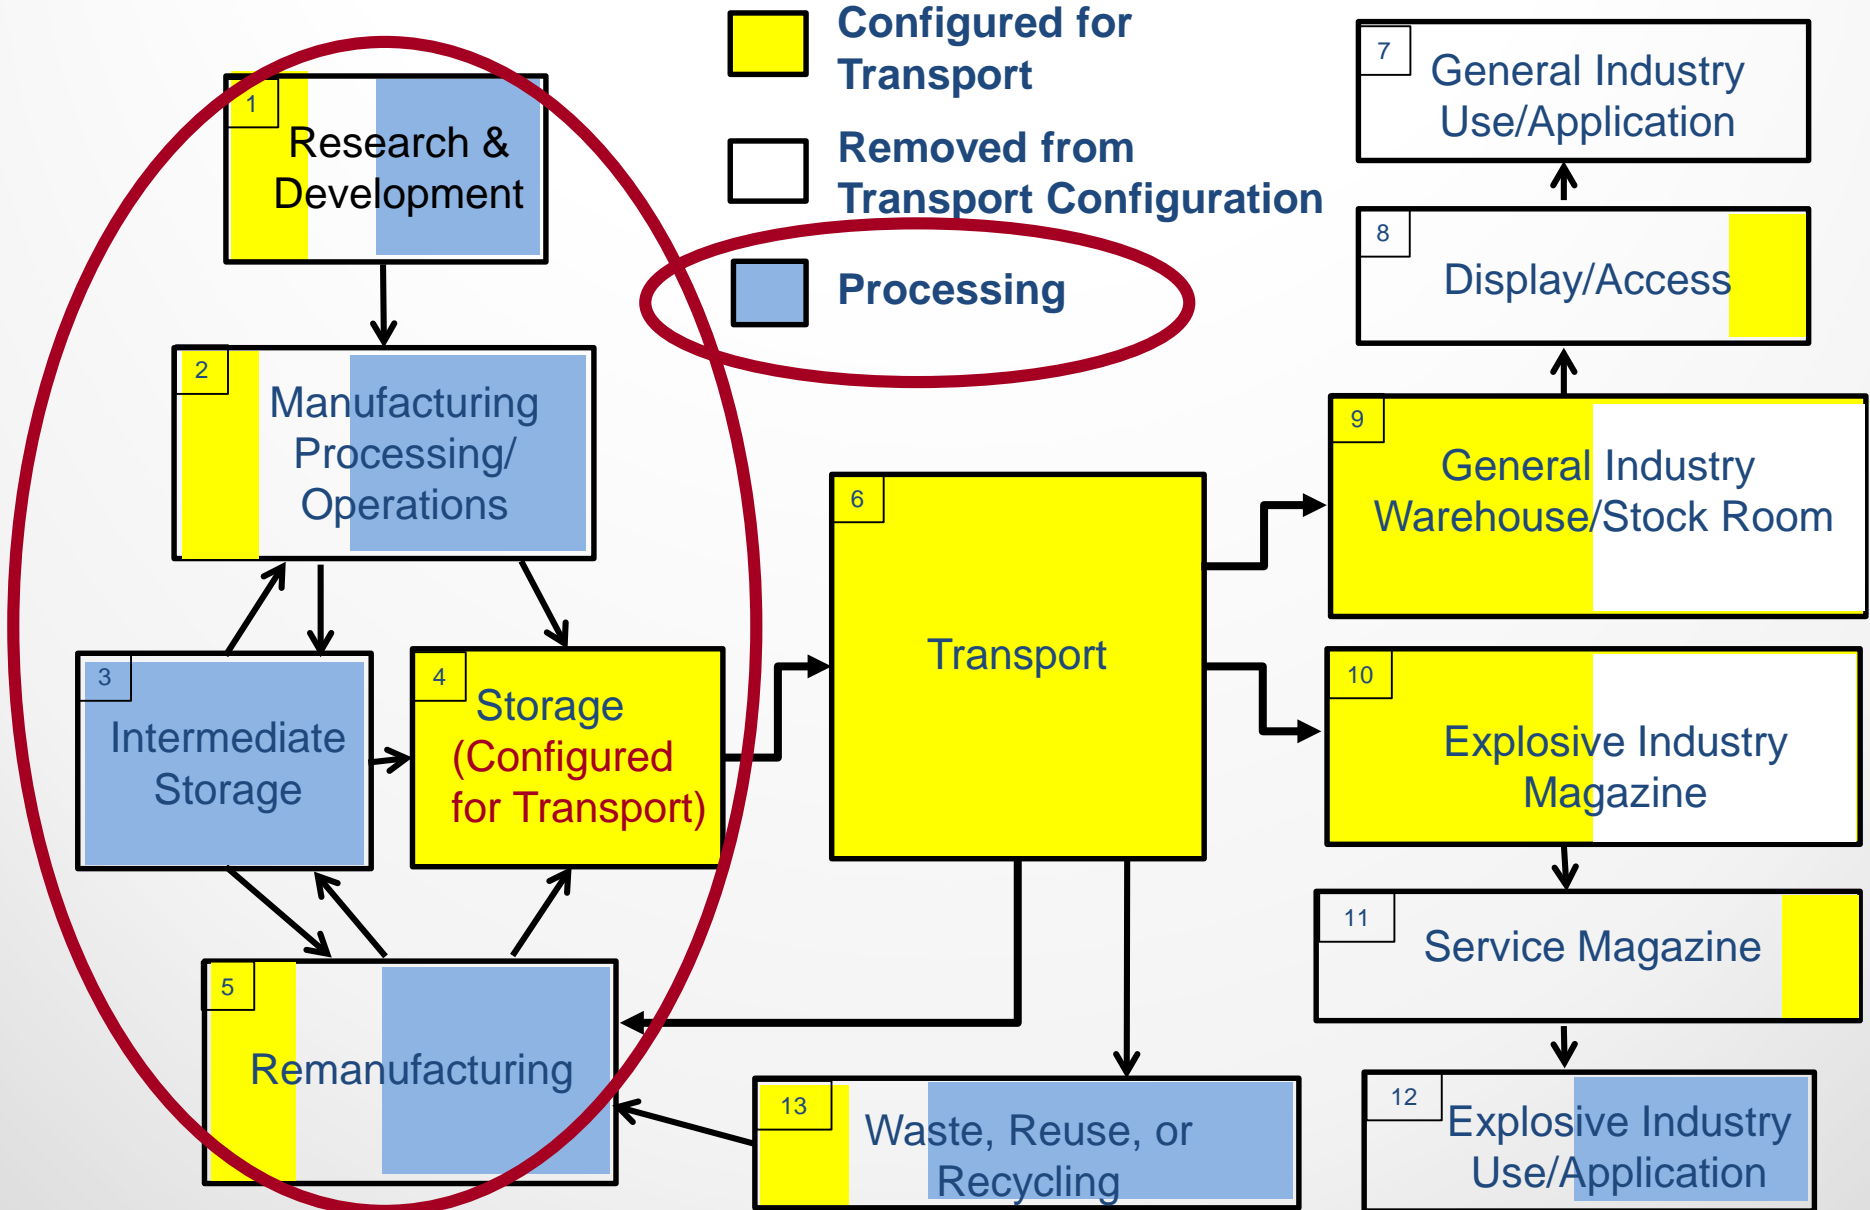 Configured for
Transport
Removed from
Transport Configuration
Processing
1
Research &
Development
2
Manufacturing
Processing/
Operations
3
Intermediate
Storage
4
Storage
(Configured
for Transport)
5
Remanufacturing
6
Transport
7
General Industry
Use/Application
8
Display/Access
9
General Industry
Warehouse/Stock Room
10
Explosive Industry
Magazine
11
Service Magazine
12
Explosive Industry
Use/Application
13
Waste, Reuse, or
Recycling